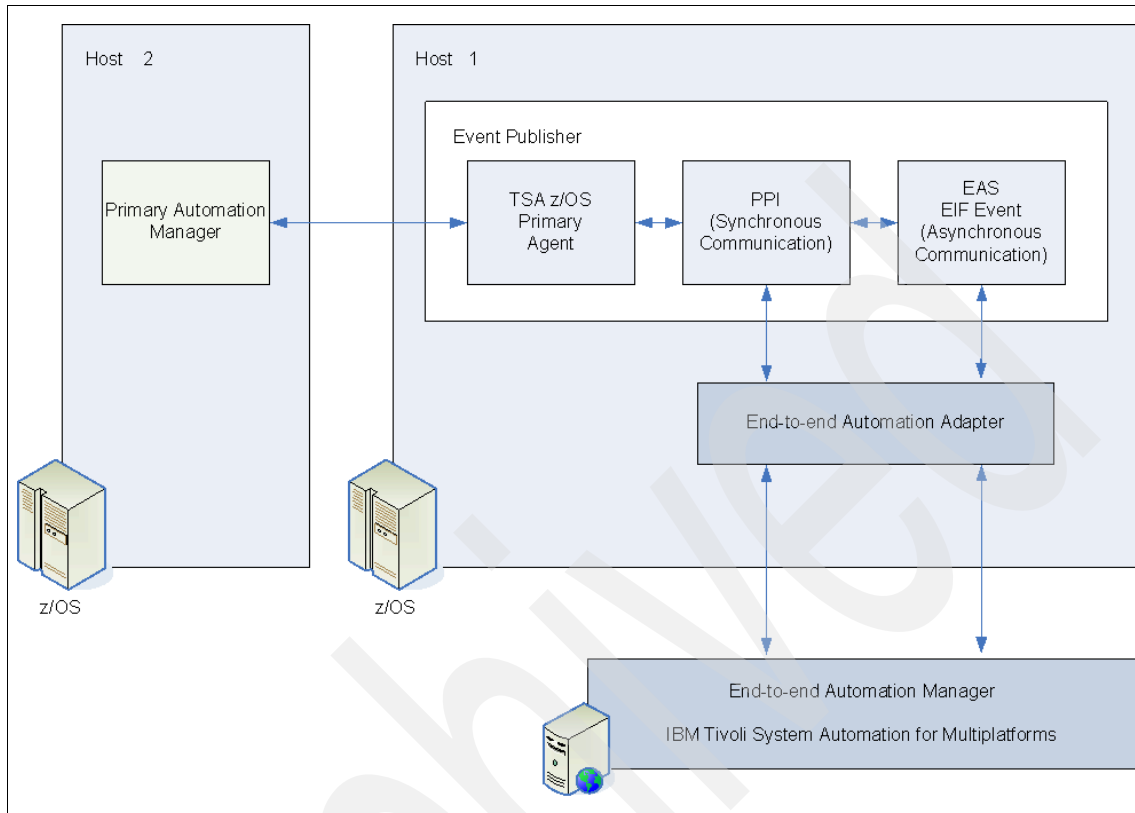 Host 2
Host 1
Event Publisher
Primary Automation
Manager
TSA z/OS
Primary
Agent
PPI
(Synchronous
Communication)
EAS
EIF Event
(Asynchronous
Communication)
End-to-end Automation Adapter
z/OS
z/OS
End-to-end Automation Manager
IBM Tivoli System Automation for Multiplatforms
hived